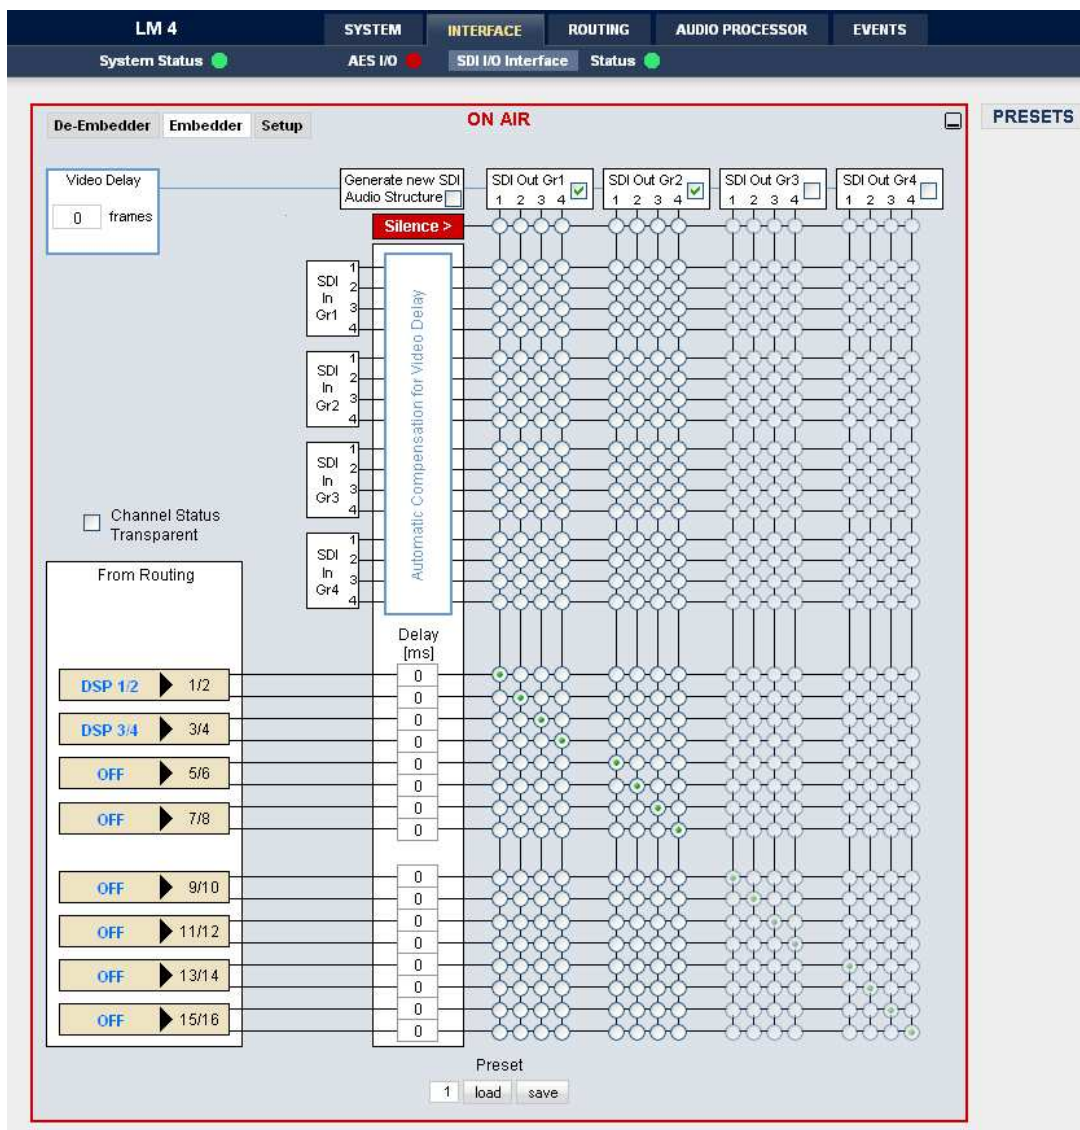 LM 4 SYSTEM INTERFACE ROUTING AUDIO PROCESSOR EVENTS
System Status AES I/O SDI I/O Interface Status
De-Embedder Embedder Setup ON AIR PRESETS
Video Delay
0 frames
Generate new SDI
Audio Structure
SDI Out Gr1
1 2 3 4
SDI Out Gr2
1 2 3 4
SDI Out Gr3
1 2 3 4
SDI Out Gr4
1 2 3 4
Silence >
Automatic Compensation for Video Delay
SDI
In
Gr1
1
2
3
4
SDI
In
Gr2
1
2
3
4
SDI
In
Gr3
1
2
3
4
SDI
In
Gr4
1
2
3
4
Channel Status
Transparent
From Routing
Delay
[ms]
DSP 1/2 1/2 0
0
DSP 3/4 3/4 0
0
OFF 5/6 0
0
OFF 7/8 0
0
OFF 9/10 0
0
OFF 11/12 0
0
OFF 13/14 0
0
OFF 15/16 0
0
Preset
1 load save